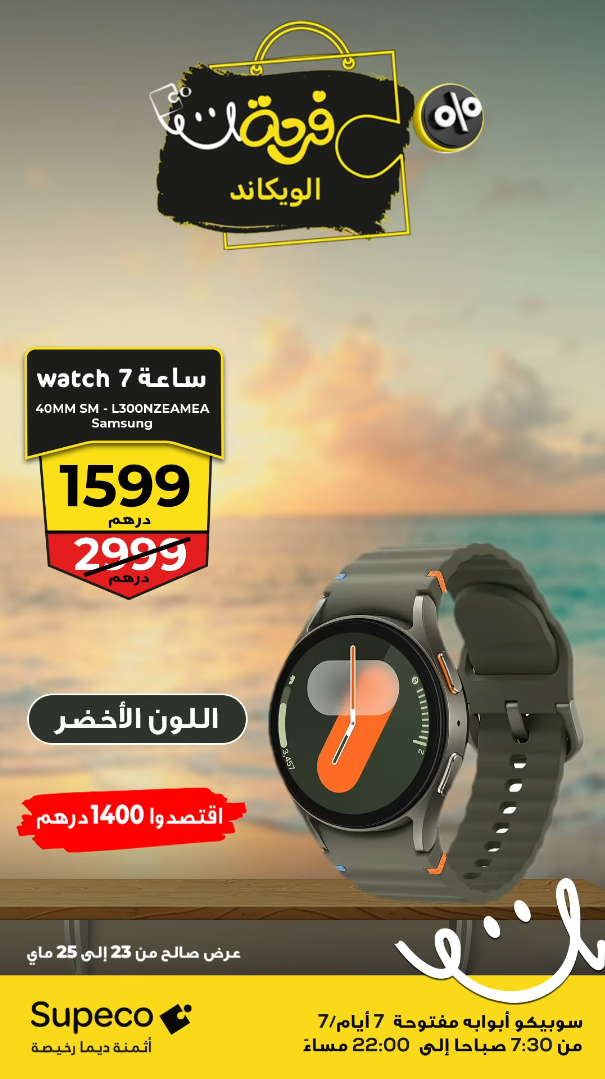 فرحة
الويكاند
%
ساعة watch 7
40MM SM - L300NZEAMEA
Samsung
1599
درهم
2999
درهم
اللون الأخضر
اقتصدوا 1400 درهم
3,457
عرض صالح من 23 إلى 25 ماي
Supeco
أثمنة ديما رخيصة
سوبيكو أبوابه مفتوحة 7 أيام/7
من 7:30 صباحا إلى 22:00 مساءً